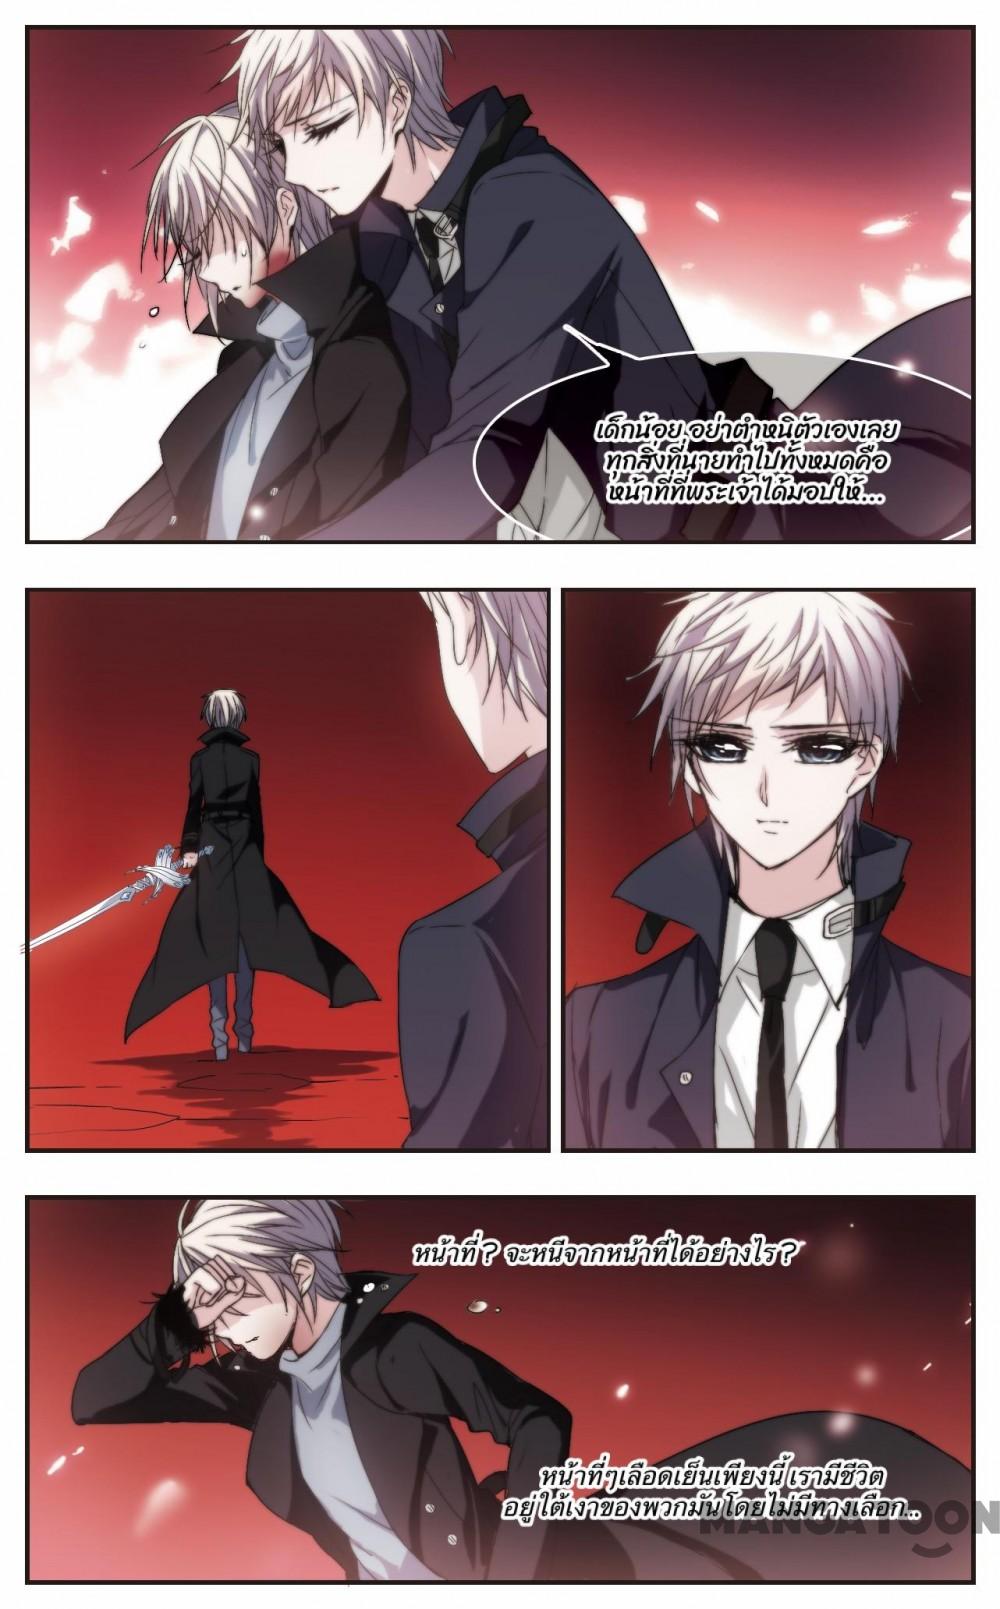 เด็กน้อย อย่าตำหนิตัวเองเลย
ทุกสิ่งที่นายทำไปทั้งหมดคือ
หน้าที่ที่พระเจ้าได้มอบให้...
หน้าที่? จะหนีจากหน้าที่ได้อย่างไร?
หน้าที่ๆเลือดเย็นเพียงนี้ เรามีชีวิต
อยู่ใต้เงาของพวกมันโดยไม่มีทางเลือก...
MANGATOON